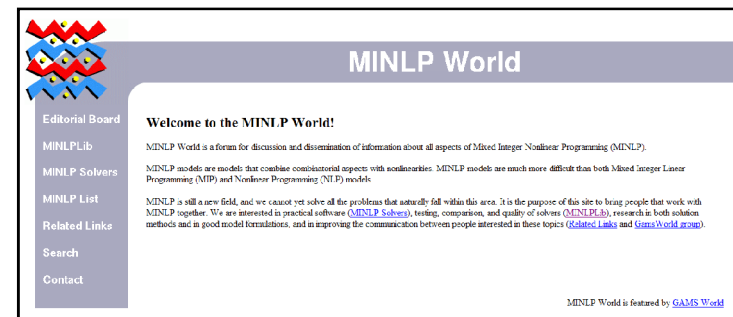 MINLP World
Editorial Board
MINLPLib
MINLP Solvers
MINLP List
Related Links
Search
Contact
Welcome to the MINLP World!
MINLP World is a forum for discussion and dissemination of information about all aspects of Mixed Integer Nonlinear Programming (MINLP).
MINLP models are models that combine combinatorial aspects with nonlinearities. MINLP models are much more difficult than both Mixed Integer Linear
Programming (MIP) and Nonlinear Programming (NLP) models.
MINLP is still a new field, and we cannot yet solve all the problems that naturally fall within this area. It is the purpose of this site to bring people that work with
MINLP together. We are interested in practical software (MINLP Solvers), testing, comparison, and quality of solvers (MINLPLib), research in both solution
methods and in good model formulations, and in improving the communication between people interested in these topics (Related Links and GamsWorld group).
MINLP World is featured by GAMS World